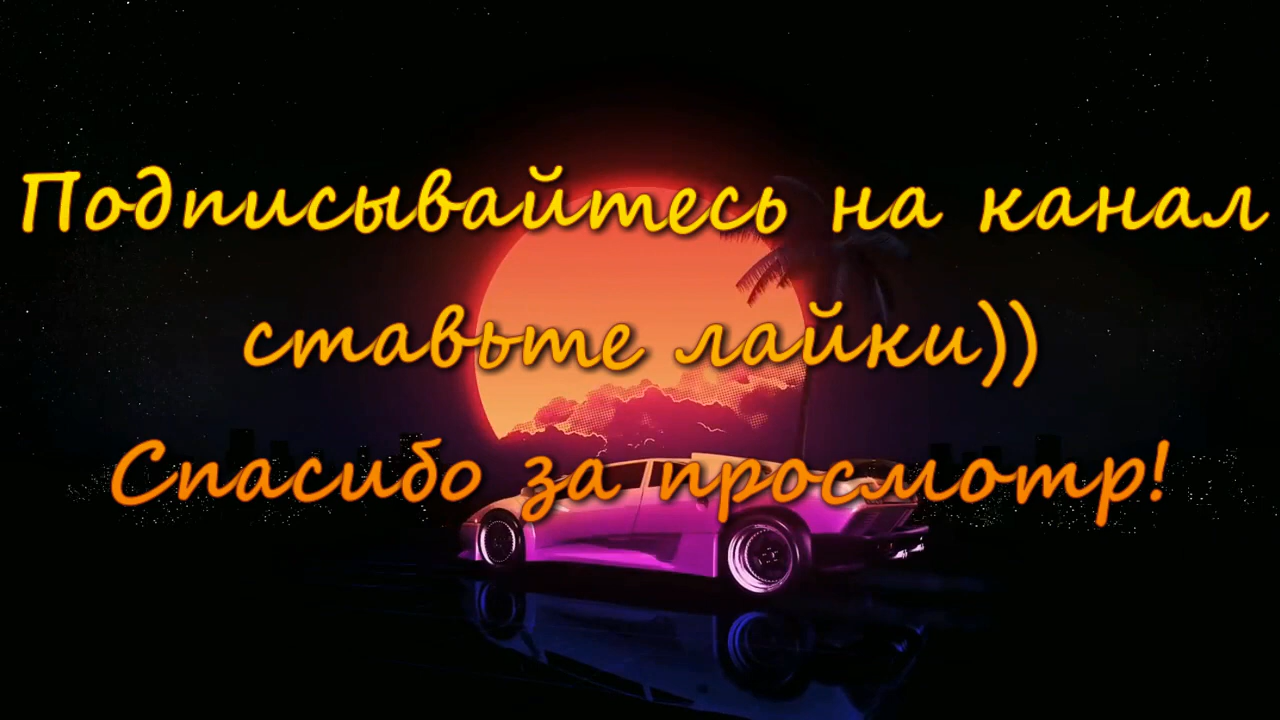 Подписывайтесь на канал
ставьте лайки))
Спасибо за просмотр!